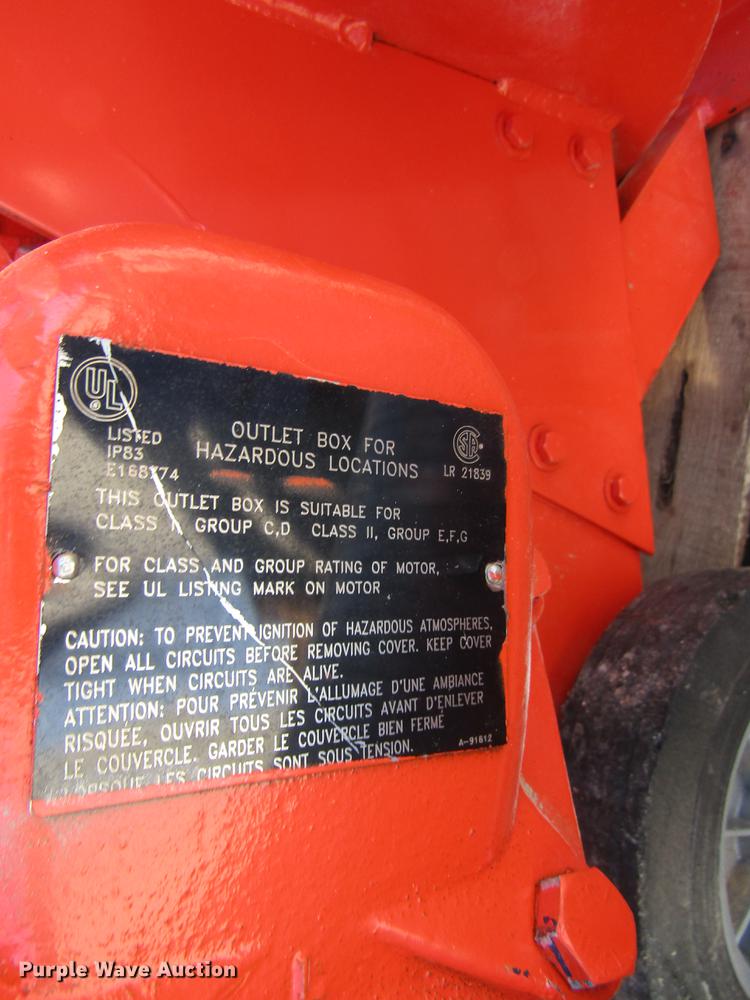 UL
LISTED
IP83
OUTLET BOX FOR
HAZARDOUS LOCATIONS
SA
LR 21839
THIS OUTLET BOX IS SUITABLE FOR
CLASS I, GROUP C,D CLASS II, GROUP E,F,G
FOR CLASS AND GROUP RATING OF MOTOR,
SEE UL LISTING MARK ON MOTOR
CAUTION: TO PREVENT IGNITION OF HAZARDOUS ATMOSPHERES,
OPEN ALL CIRCUITS BEFORE REMOVING COVER. KEEP COVER
TIGHT WHEN CIRCUITS ARE ALIVE.
ATTENTION: POUR PRÉVENIR L'ALLUMAGE D'UNE AMBIANCE
RISQUÉE, OUVRIR TOUS LES CIRCUITS AVANT D'ENLEVER
LE COUVERCLE. GARDER LE COUVERCLE BIEN FERMÉ
LORSQUE LES CIRCUITS SONT SOUS TENSION.
A-91612
Purple Wave Auction